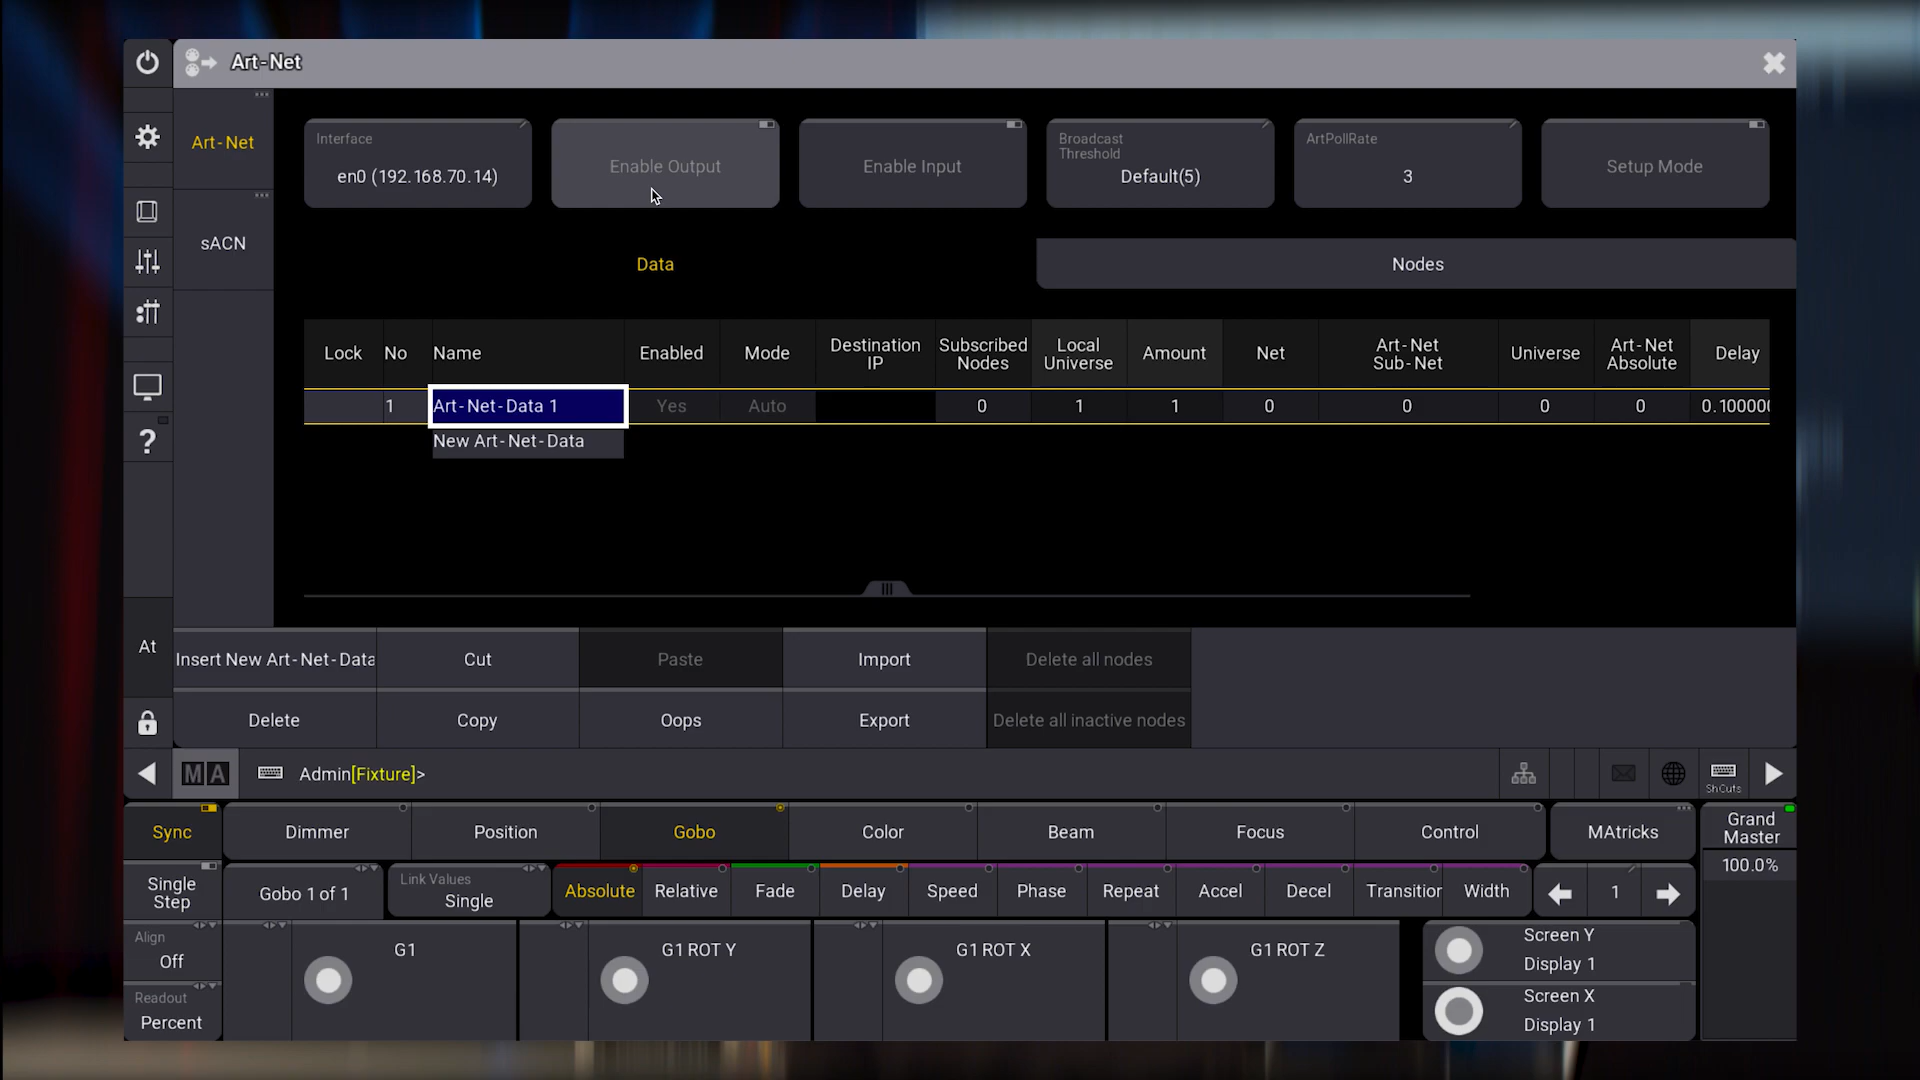 Art-Net
Art-Net
sACN
Interface
en0 (192.168.70.14)
Enable Output
Enable Input
Broadcast
Threshold
Default(5)
ArtPollRate
3
Setup Mode
Data
Nodes
Lock No Name Enabled Mode Destination IP Subscribed Nodes Local Universe Amount Net Art-Net Sub-Net Universe Art-Net Absolute Delay
1 Art-Net-Data 1 Yes Auto 0 1 1 0 0 0 0 0.10000
New Art-Net-Data
?
At
Insert New Art-Net-Data Cut Paste Import Delete all nodes
Delete Copy Oops Export Delete all inactive nodes
MA
Admin[Fixture]>
ShCuts
Sync Dimmer Position Gobo Color Beam Focus Control MAtricks
Grand
Master
100.0%
Single
Step
Gobo 1 of 1
Link Values
Single
Absolute Relative Fade Delay Speed Phase Repeat Accel Decel Transition Width
1
Align
Off
Readout
Percent
G1
G1 ROT Y
G1 ROT X
G1 ROT Z
Screen Y
Display 1
Screen X
Display 1